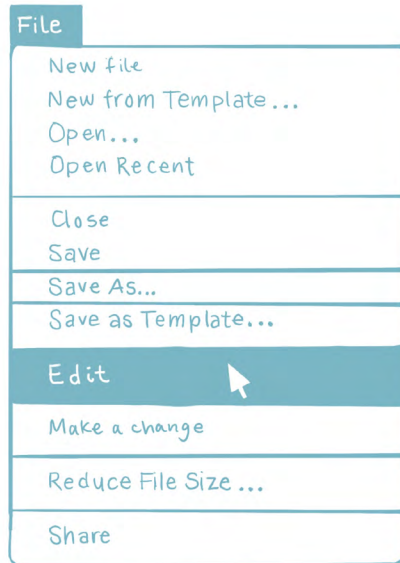 File
New file
New from Template...
Open...
Open Recent
Close
Save
Save As...
Save as Template...
Edit
Make a change
Reduce File Size...
Share